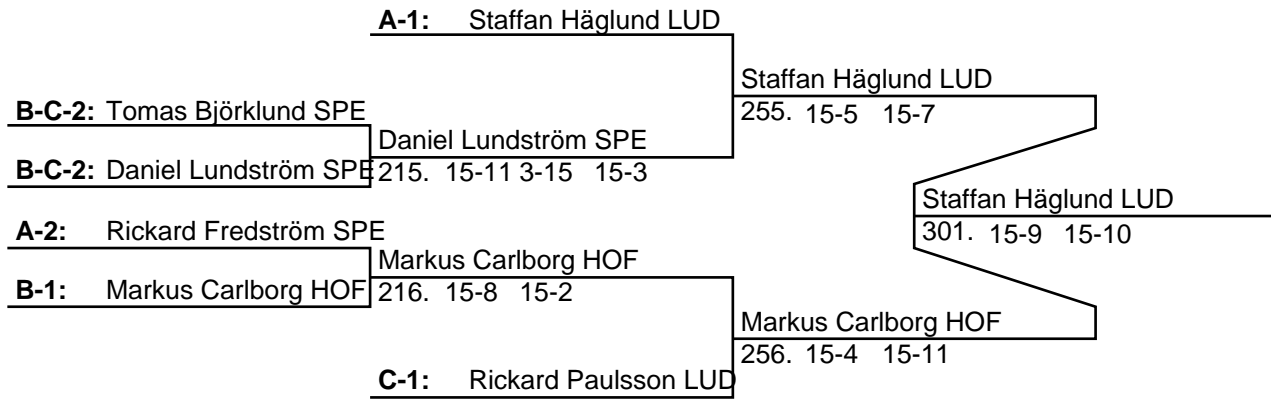 A-1: Staffan Häglund LUD
Staffan Häglund LUD
B-C-2: Tomas Björklund SPE
255. 15-5 15-7
Daniel Lundström SPE
B-C-2: Daniel Lundström SPE
215. 15-11 3-15 15-3
Staffan Häglund LUD
A-2: Rickard Fredström SPE
301. 15-9 15-10
Markus Carlborg HOF
B-1: Markus Carlborg HOF
216. 15-8 15-2
Markus Carlborg HOF
256. 15-4 15-11
C-1: Rickard Paulsson LUD